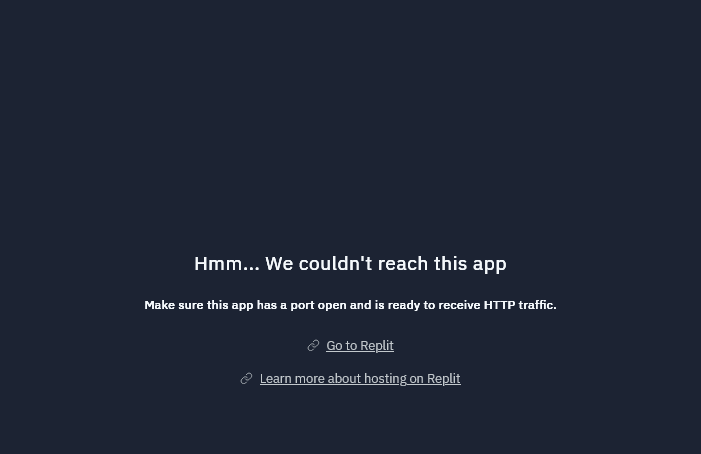 Hmm... We couldn't reach this app
Make sure this app has a port open and is ready to receive HTTP traffic.
Go to Replit
Learn more about hosting on Replit